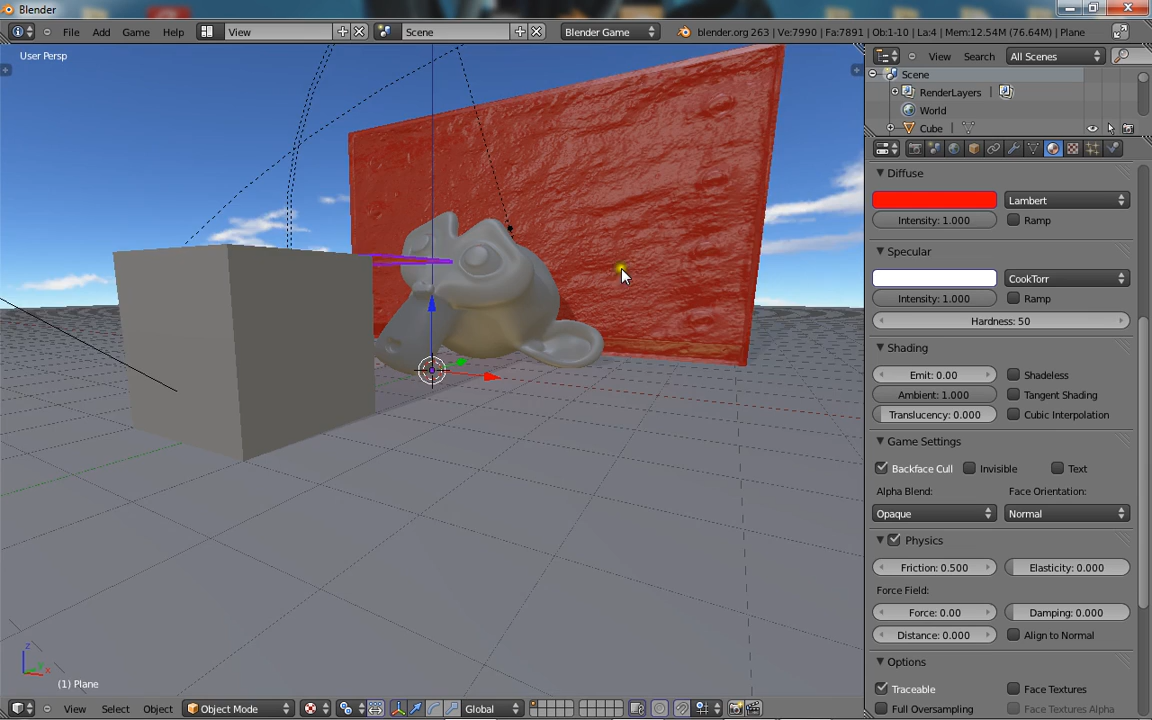 Blender
File Add Game Help View Scene Blender Game blender.org 263 | Ve:7990 | Fa:7891 | Ob:1-10 | La:4 | Mem:12.54M (76.64M) | Plane
User Persp
View Search All Scenes
Scene
RenderLayers |
World
Cube |
Diffuse
Lambert
Intensity: 1.000 Ramp
Specular
CookTorr
Intensity: 1.000 Ramp
Hardness: 50
Shading
Emit: 0.00 Shadeless
Ambient: 1.000 Tangent Shading
Translucency: 0.000 Cubic Interpolation
Game Settings
Backface Cull Invisible Text
Alpha Blend: Face Orientation:
Opaque Normal
Physics
Friction: 0.500 Elasticity: 0.000
Force Field:
Force: 0.00 Damping: 0.000
Distance: 0.000 Align to Normal
Options
Traceable Face Textures
Full Oversampling Face Textures Alpha
z
y
x
(1) Plane
View Select Object Object Mode Global